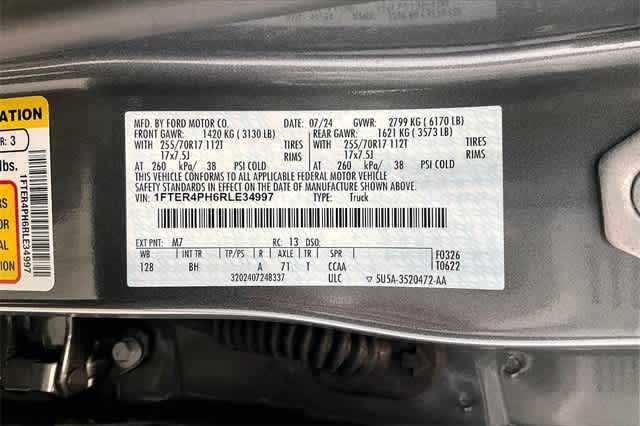 MFD. BY FORD MOTOR CO. 07/24 GVWR: 2799 KG ( 6170 LB)
FRONT GAWR: 1420 KG ( 3130 LB) REAR GAWR: 1621 KG ( 3573 LB)
WITH 255/70R17 112T TIRES WITH 255/70R17 112T TIRES
17x7.5J RIMS 17x7.5J RIMS
AT 260 kPa/ 38 PSI COLD AT 260 kPa/ 38 PSI COLD
THIS VEHICLE CONFORMS TO ALL APPLICABLE FEDERAL MOTOR VEHICLE
SAFETY STANDARDS IN EFFECT ON THE DATE OF MANUFACTURE SHOWN ABOVE.
VIN: 1FTER4PH6RLE34997 TYPE: Truck
EXT PNT: M7 RC: 13 DSO: F0326
WB INT TR TP/PS R AX TR SPR T0622
128 BH A 71 T CCAA
3202407248337 ULC 5U5A-3520472-AA
ATION
R: 3
lbs.
RS
S
1FTER4PH6RLE34997